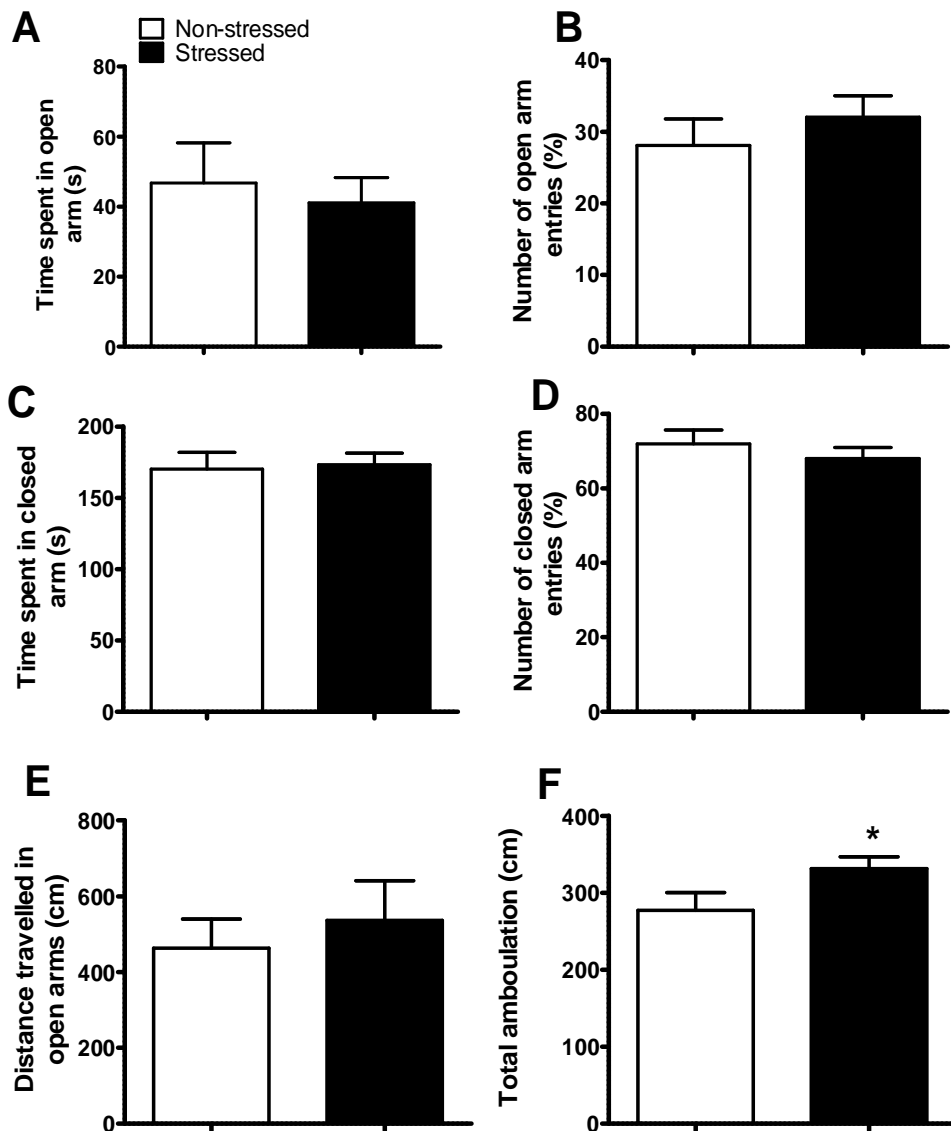 A
Non-stressed
Stressed
Time spent in open
arm (s)
80
60
40
20
0
B
Number of open arm
entries (%)
40
30
20
10
0
C
Time spent in closed
arm (s)
200
150
100
50
0
D
Number of closed arm
entries (%)
80
60
40
20
0
E
Distance travelled in
open arms (cm)
800
600
400
200
0
F
Total amboulation (cm)
400
300
200
100
0
*